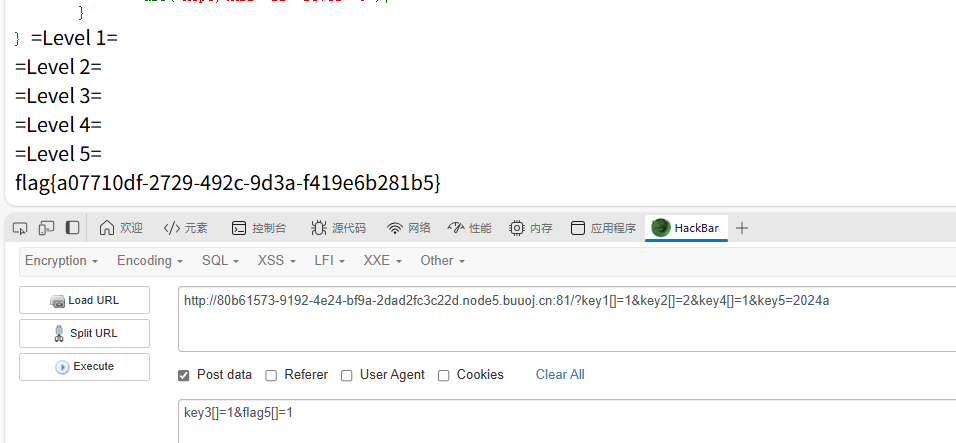 }
} =Level 1=
=Level 2=
=Level 3=
=Level 4=
=Level 5=
flag{a07710df-2729-492c-9d3a-f419e6b281b5}
欢迎 元素 控制台 源代码 网络 性能 内存 应用程序 HackBar
Encryption Encoding SQL XSS LFI XXE Other
Load URL
http://80b61573-9192-4e24-bf9a-2dad2fc3c22d.node5.buuoj.cn:81/?key1[]=1&key2[]=2&key4[]=1&key5=2024a
Split URL
Execute
Post data Referer User Agent Cookies Clear All
key3[]=1&flag5[]=1